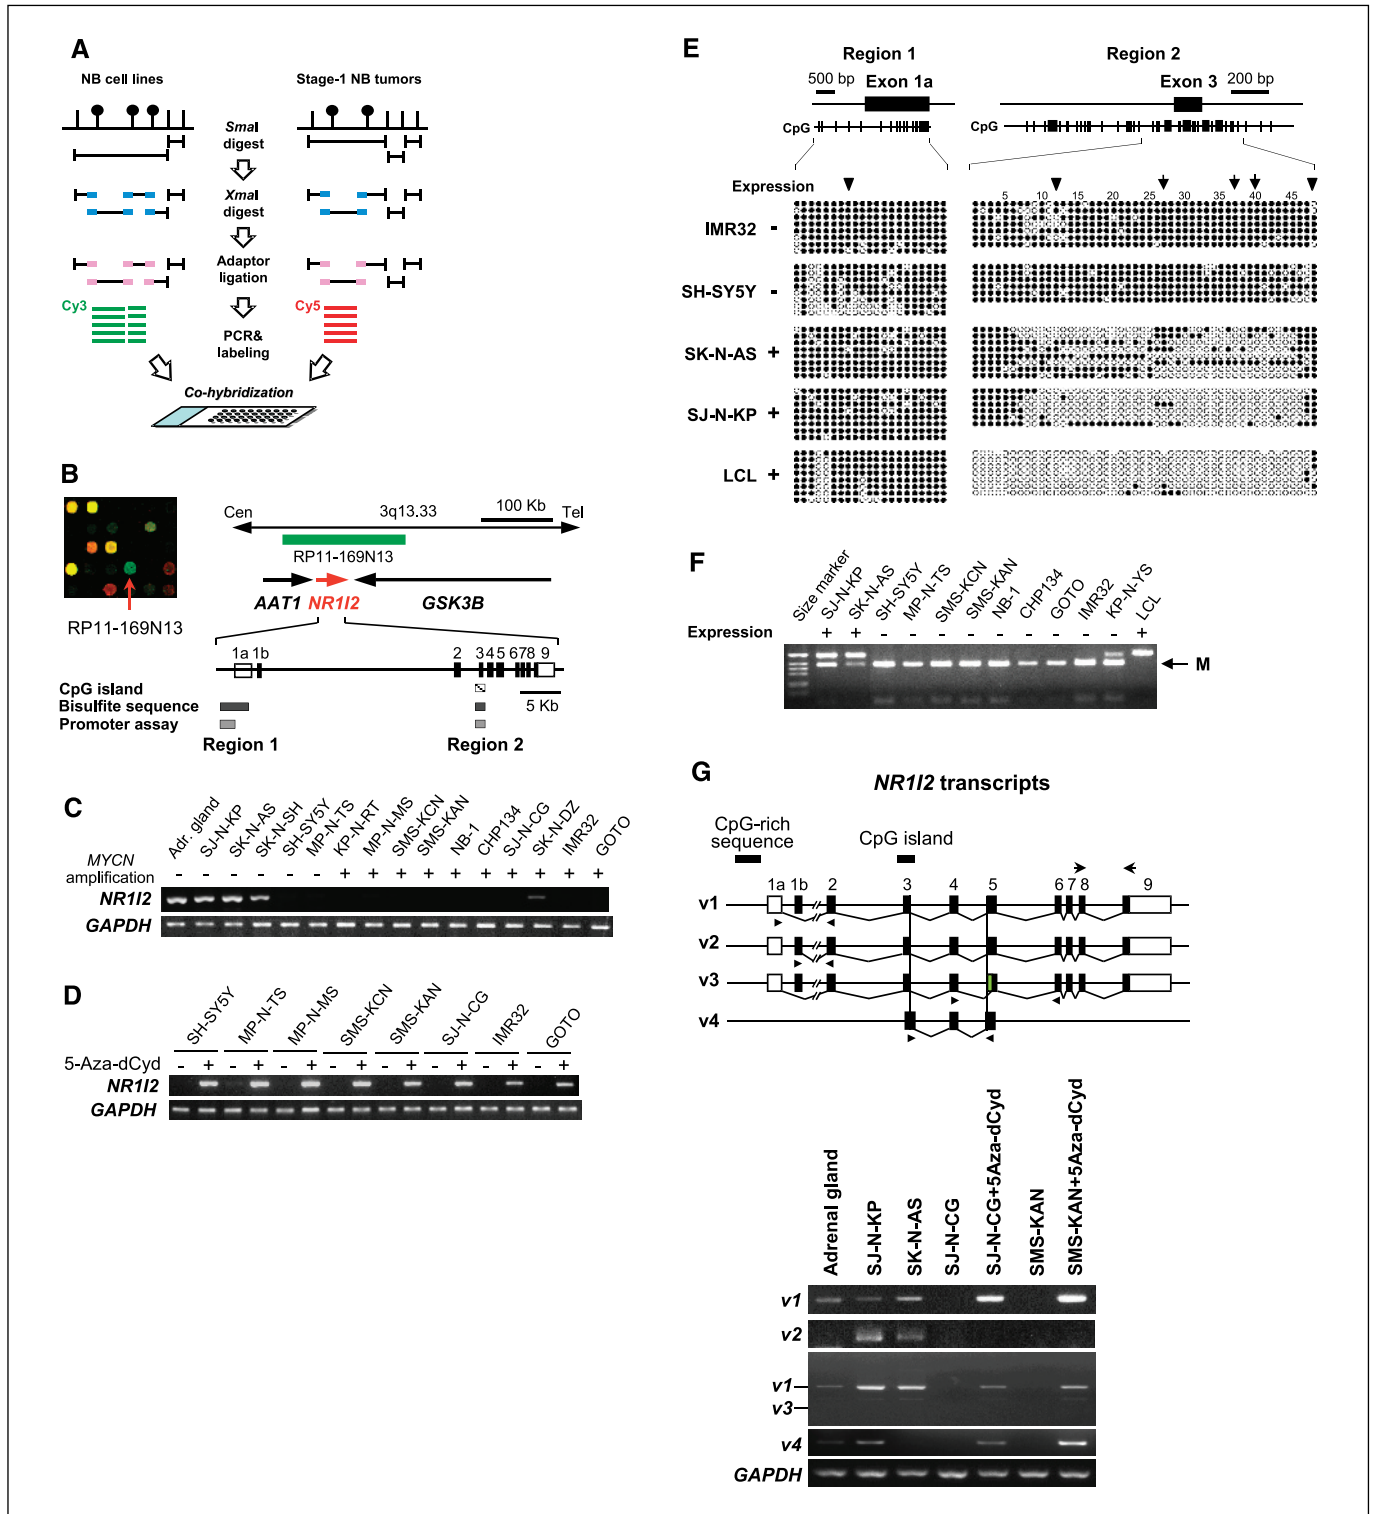 A
NB cell lines
Stage-1 NB tumors
SmaI
digest
XmaI
digest
Adaptor
ligation
Cy3
Cy5
PCR&
labeling
Co-hybridization
B
3q13.33
100 Kb
Cen
Tel
RP11-169N13
AAT1
NR1I2
GSK3B
RP11-169N13
1a 1b 2 3 4 5 6 7 8 9
CpG island
Bisulfite sequence
Promoter assay
5 Kb
Region 1
Region 2
C
Adr. gland
SJ-N-KP
SK-N-AS
SK-N-SH
SH-SY5Y
MP-N-TS
KP-N-RT
MP-N-MS
SMS-KCN
SMS-KAN
NB-1
CHP134
SJ-N-CG
SK-N-DZ
IMR32
GOTO
MYCN
amplification - - - - - - + + + + + + + + + +
NR1I2
GAPDH
D
SH-SY5Y
MP-N-TS
MP-N-MS
SMS-KCN
SMS-KAN
SJ-N-CG
IMR32
GOTO
5-Aza-dCyd - + - + - + - + - + - + - + - +
NR1I2
GAPDH
E
Region 1
Region 2
500 bp
Exon 1a
Exon 3
200 bp
CpG
CpG
Expression
5 10 15 20 25 30 35 40 45
IMR32 -
SH-SY5Y -
SK-N-AS +
SJ-N-KP +
LCL +
F
Size marker
SJ-N-KP
SK-N-AS
SH-SY5Y
MP-N-TS
SMS-KCN
SMS-KAN
NB-1
CHP134
GOTO
IMR32
KP-N-YS
LCL
Expression + + - - - - - - - - - +
M
G
NR1I2 transcripts
CpG-rich
sequence
CpG island
1a 1b 2 3 4 5 6 7 8 9
v1
v2
v3
v4
Adrenal gland
SJ-N-KP
SK-N-AS
SJ-N-CG
SJ-N-CG+5Aza-dCyd
SMS-KAN
SMS-KAN+5Aza-dCyd
v1
v2
v1
v3
v4
GAPDH